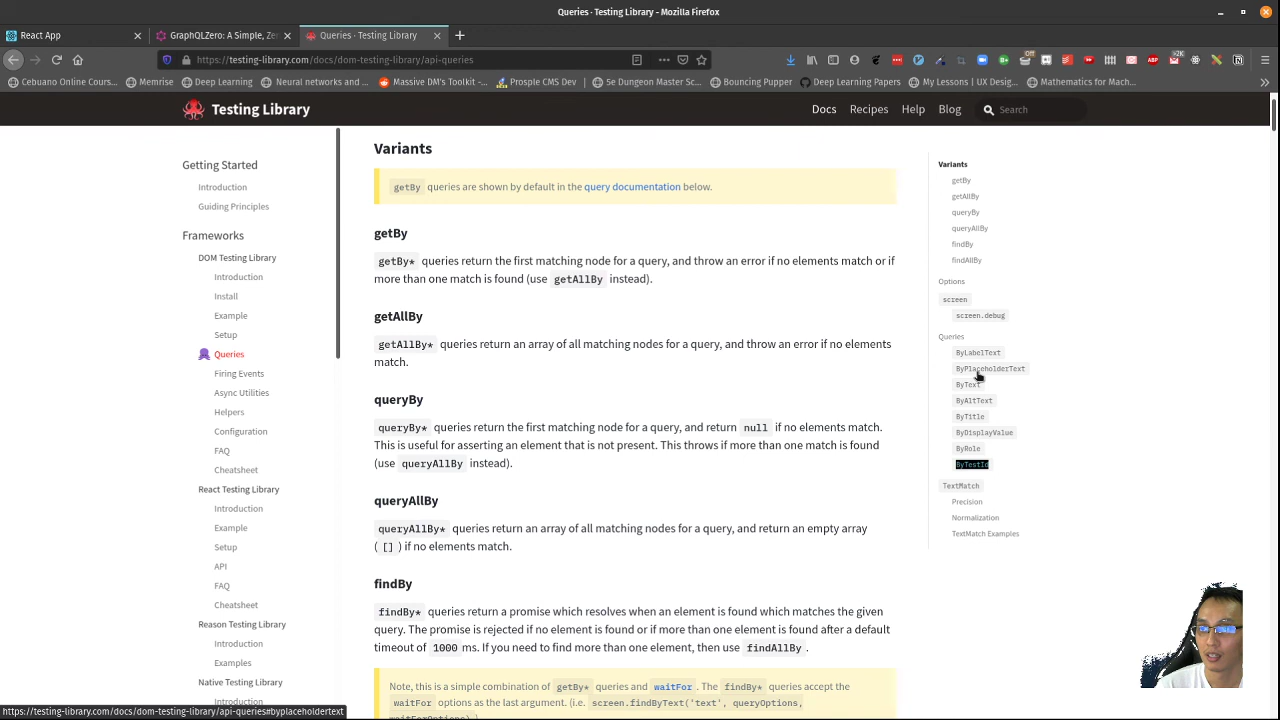 Queries · Testing Library - Mozilla Firefox
React App
GraphQLZero: A Simple, Zer
Queries · Testing Library
https://testing-library.com/docs/dom-testing-library/api-queries
Cebuano Online Comm...
Memrise
Deep Learning
[Neural networks tutorial]
Massive DM's Toolkit -...
Prosple CMS Dev
5e Dungeon Master Sc...
Bouncing Pupper
Deep Learning Papers
My Lessons | UX Design
Mathematics for Mach...
Testing Library
Docs
Recipes
Help
Blog
Search
Getting Started
Introduction
Guiding Principles
Frameworks
DOM Testing Library
Introduction
Install
Example
Setup
Queries
Firing Events
Async Utilities
Helpers
Configuration
FAQ
Cheatsheet
React Testing Library
Introduction
Example
Setup
API
FAQ
Cheatsheet
Reason Testing Library
Introduction
Examples
Native Testing Library
Introduction
Variants
getBy queries are shown by default in the query documentation below.
getBy
getBy* queries return the first matching node for a query, and throw an error if no elements match or if
more than one match is found (use getAllBy instead).
getAllBy
getAllBy* queries return an array of all matching nodes for a query, and throw an error if no elements
match.
queryBy
queryBy* queries return the first matching node for a query, and return null if no elements match.
This is useful for asserting an element that is not present. This throws if more than one match is found
(use queryAllBy instead).
queryAllBy
queryAllBy* queries return an array of all matching nodes for a query, and return an empty array
( [] ) if no elements match.
findBy
findBy* queries return a promise which resolves when an element is found which matches the given
query. The promise is rejected if no element is found or if more than one element is found after a default
timeout of 1000 ms. If you need to find more than one element, then use findAllBy .
Note, this is a simple combination of getBy* queries and waitFor . The findBy* queries accept the
waitFor options as the last argument. (i.e. screen.findByText('text', queryOptions,
waitForOptions) )
Variants
getBy
getAllBy
queryBy
queryAllBy
findBy
findAllBy
Options
screen
screen.debug
Queries
ByLabelText
ByPlaceholderText
ByText
ByAltText
ByTitle
ByDisplayValue
ByRole
ByTestId
TextMatch
Precision
Normalization
TextMatch Examples
https://testing-library.com/docs/dom-testing-library/api-queries#byplaceholdertext